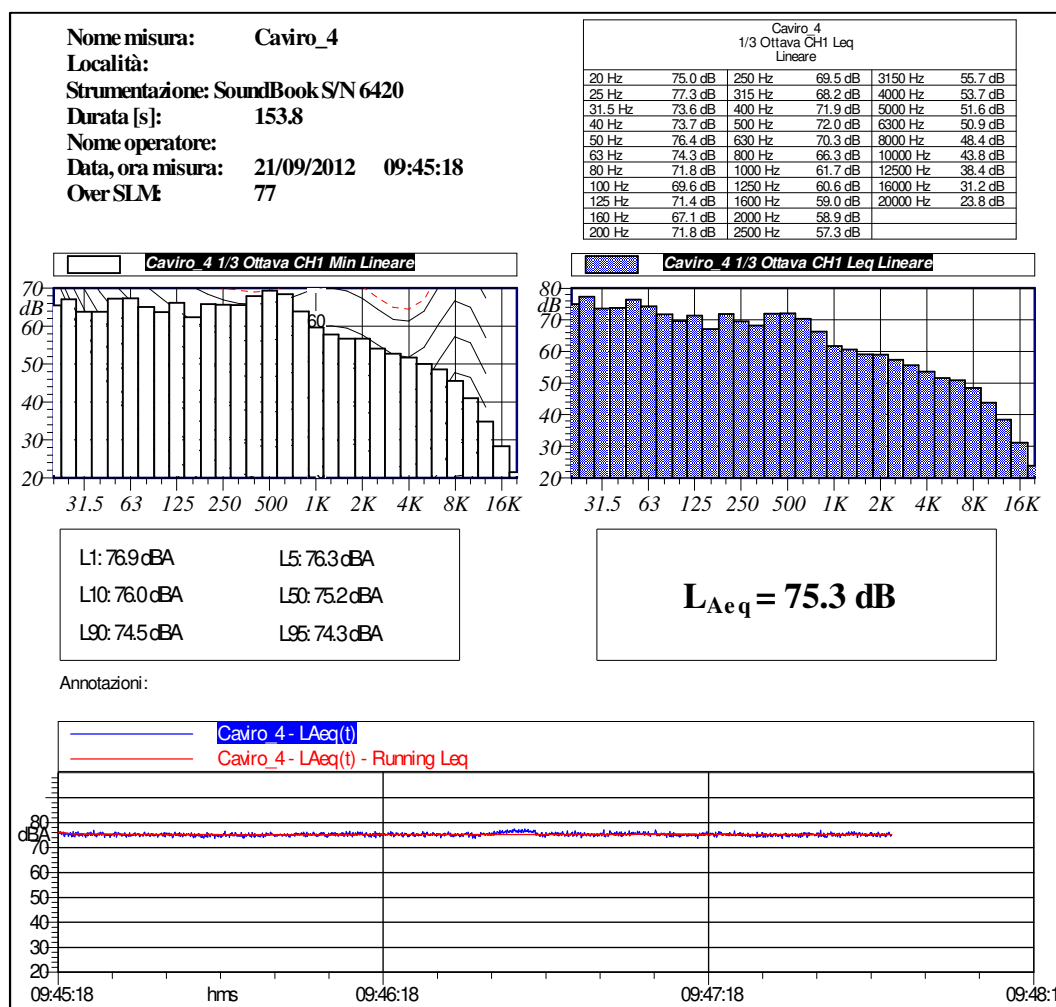 Nome misura: Caviro_4
Località:
Strumentazione: SoundBook S/N 6420
Durata [s]: 153.8
Nome operatore:
Data, ora misura: 21/09/2012 09:45:18
Over SLM: 77
Caviro_4
1/3 Ottava CH1 Leq
Lineare
20 Hz 75.0 dB 250 Hz 69.5 dB 3150 Hz 55.7 dB
25 Hz 77.3 dB 315 Hz 68.2 dB 4000 Hz 53.7 dB
31.5 Hz 73.6 dB 400 Hz 71.9 dB 5000 Hz 51.6 dB
40 Hz 73.7 dB 500 Hz 72.0 dB 6300 Hz 50.9 dB
50 Hz 76.4 dB 630 Hz 70.3 dB 8000 Hz 48.4 dB
63 Hz 74.3 dB 800 Hz 66.3 dB 10000 Hz 43.8 dB
80 Hz 71.8 dB 1000 Hz 61.7 dB 12500 Hz 38.4 dB
100 Hz 69.6 dB 1250 Hz 60.6 dB 16000 Hz 31.2 dB
125 Hz 71.4 dB 1600 Hz 59.0 dB 20000 Hz 23.8 dB
160 Hz 67.1 dB 2000 Hz 58.9 dB
200 Hz 71.8 dB 2500 Hz 57.3 dB
Caviro_4 1/3 Ottava CH1 Min Lineare
70
dB
60
60
50
40
30
20
31.5 63 125 250 500 1K 2K 4K 8K 16K
Caviro_4 1/3 Ottava CH1 Leq Lineare
80
dB
70
60
50
40
30
20
31.5 63 125 250 500 1K 2K 4K 8K 16K
L1: 76.9 dBA L5: 76.3 dBA
L10: 76.0 dBA L50: 75.2 dBA
L90: 74.5 dBA L95: 74.3 dBA
LAeq = 75.3 dB
Annotazioni:
Caviro_4 - LAeq(t)
Caviro_4 - LAeq(t) - Running Leq
80
dBA
70
60
50
40
30
20
09:45:18 hms 09:46:18 09:47:18 09:48:1